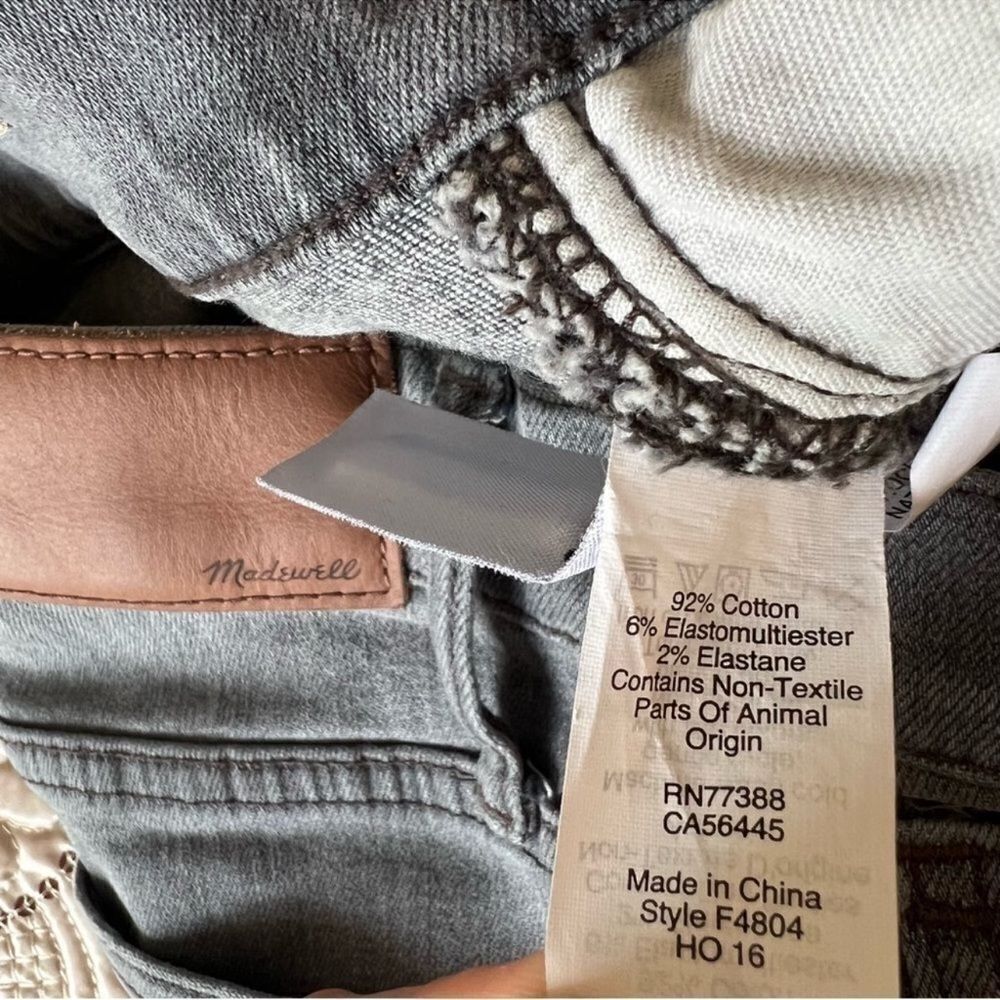 Madewell
92% Cotton
6% Elastomultiester
2% Elastane
Contains Non-Textile
Parts Of Animal
Origin
RN77388
CA56445
Made in China
Style F4804
HO 16